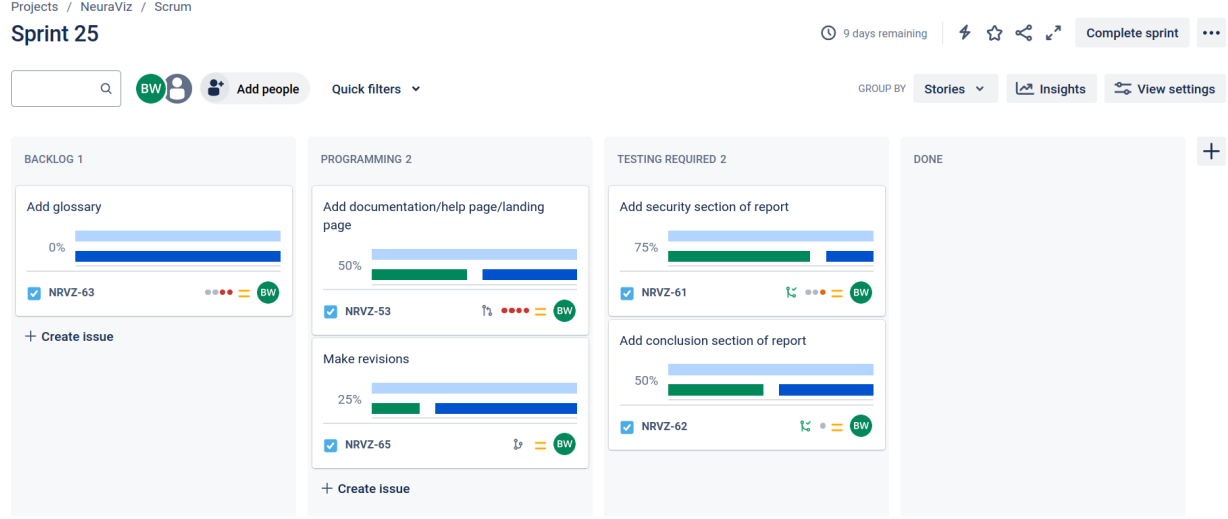 Projects / NeuraViz / Scrum
Sprint 25
9 days remaining
Complete sprint
BW
Add people
Quick filters
GROUP BY
Stories
Insights
View settings
BACKLOG 1
Add glossary
0%
NRVZ-63
BW
+ Create issue
PROGRAMMING 2
Add documentation/help page/landing
page
50%
NRVZ-53
BW
Make revisions
25%
NRVZ-65
BW
+ Create issue
TESTING REQUIRED 2
Add security section of report
75%
NRVZ-61
BW
Add conclusion section of report
50%
NRVZ-62
BW
DONE